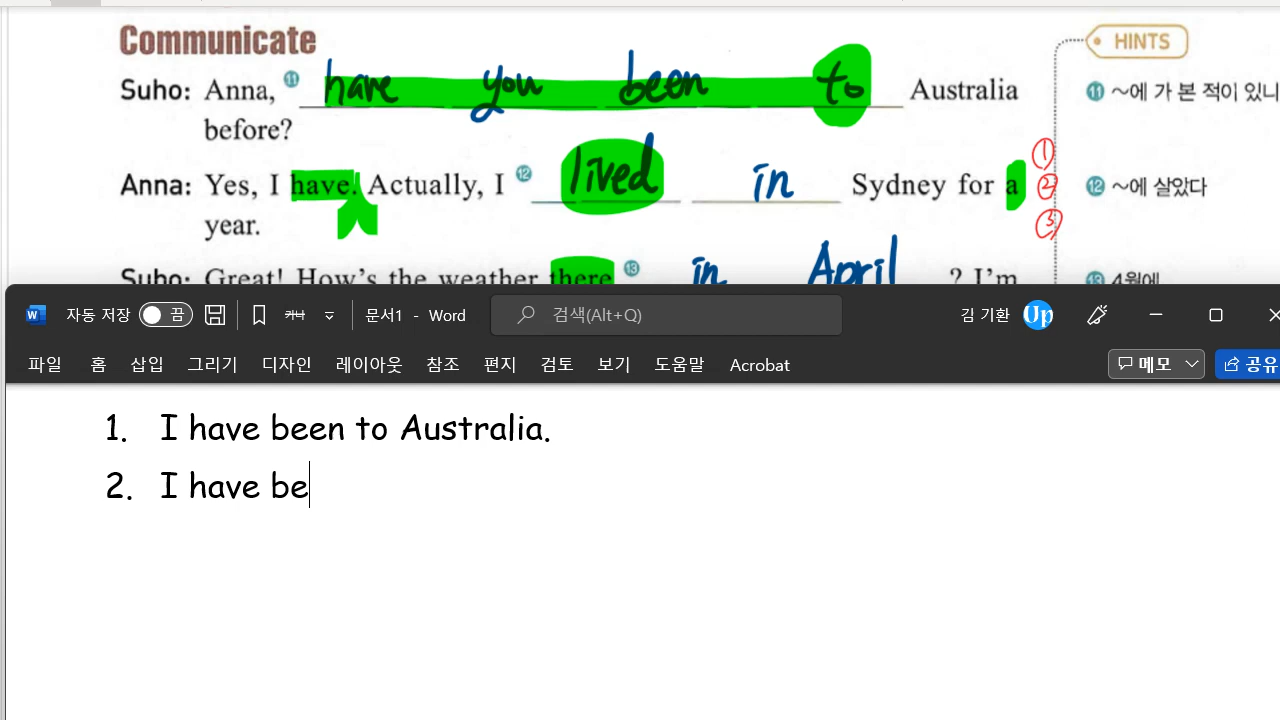 Communicate
HINTS
Suho: Anna, ⑪ have you been to Australia
before?
⑪ ~에 가 본 적이 있니
Anna: Yes, I have. Actually, I ⑫ lived in Sydney for a
year.
①
②
③
⑫ ~에 살았다
Suho: Great! How's the weather there ⑬ in April ? I'm
⑬ 4월에
자동 저장 끔 가나 문서1 - Word 검색(Alt+Q) 김 기환 Up
파일 홈 삽입 그리기 디자인 레이아웃 참조 편지 검토 보기 도움말 Acrobat 메모 공유
1. I have been to Australia.
2. I have be